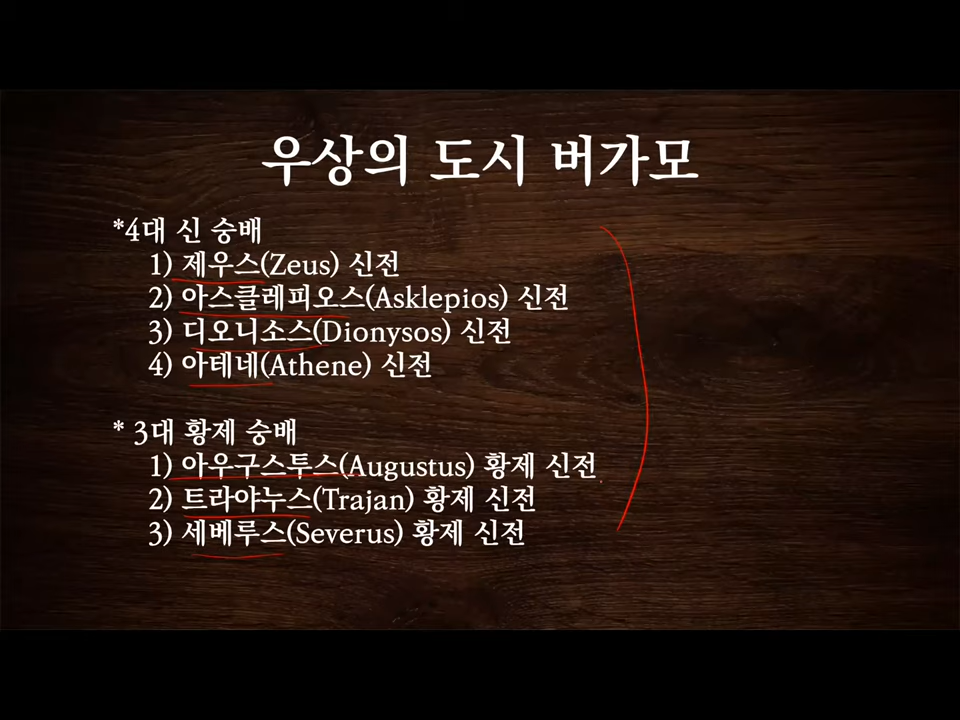 우상의 도시 버가모
*4대 신 숭배
1) 제우스(Zeus) 신전
2) 아스클레피오스(Asklepios) 신전
3) 디오니소스(Dionysos) 신전
4) 아테네(Athene) 신전
* 3대 황제 숭배
1) 아우구스투스(Augustus) 황제 신전
2) 트라야누스(Trajan) 황제 신전
3) 세베루스(Severus) 황제 신전